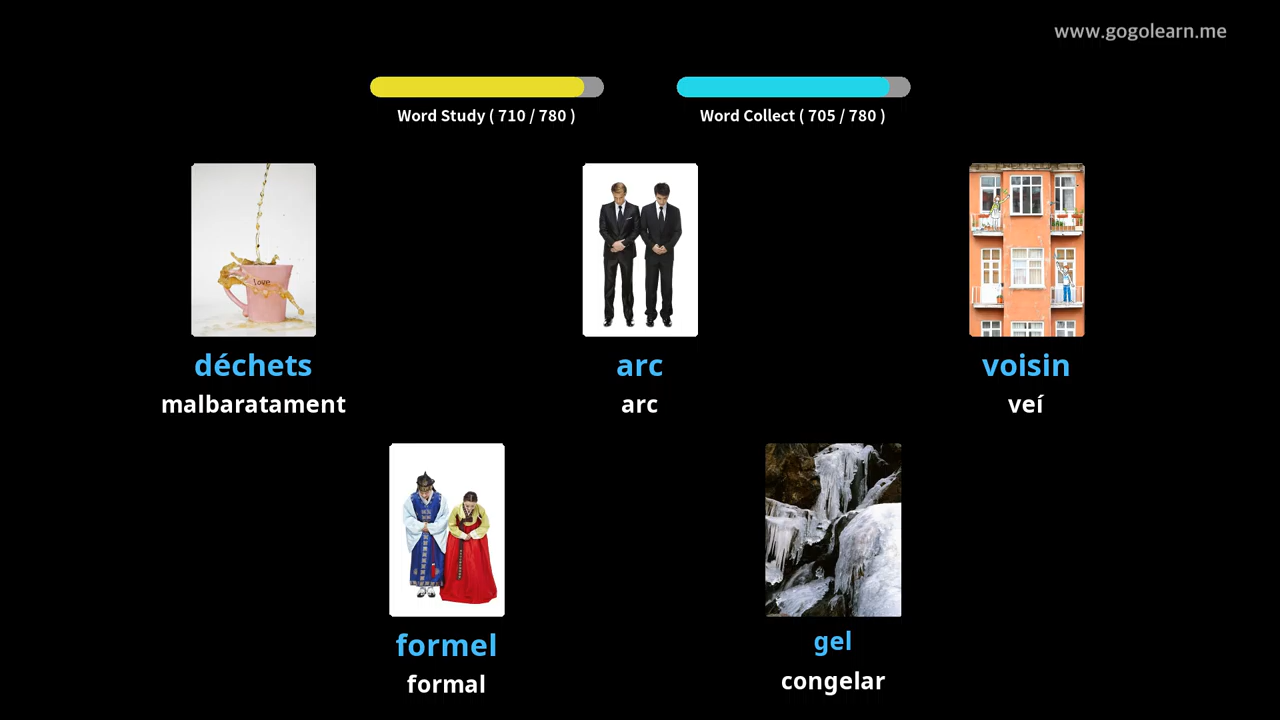 www.gogolearn.me
Word Study ( 710 / 780 )
Word Collect ( 705 / 780 )
love
déchets
malbaratament
arc
arc
voisin
veí
formel
formal
gel
congelar